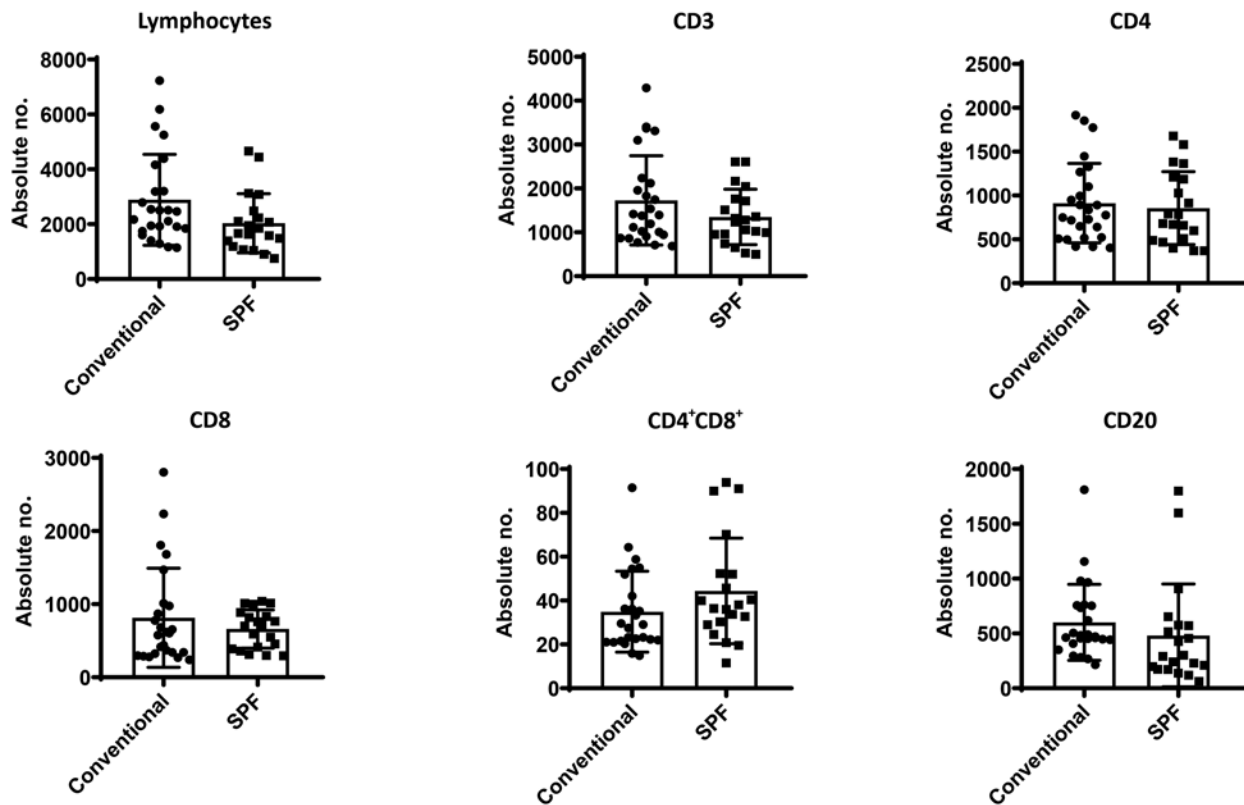 Lymphocytes
8000
6000
4000
2000
0
Absolute no.
Conventional
SPF
CD3
5000
4000
3000
2000
1000
0
Absolute no.
Conventional
SPF
CD4
2500
2000
1500
1000
500
0
Absolute no.
Conventional
SPF
CD8
3000
2000
1000
0
Absolute no.
Conventional
SPF
CD4⁺CD8⁺
100
80
60
40
20
0
Absolute no.
Conventional
SPF
CD20
2000
1500
1000
500
0
Absolute no.
Conventional
SPF